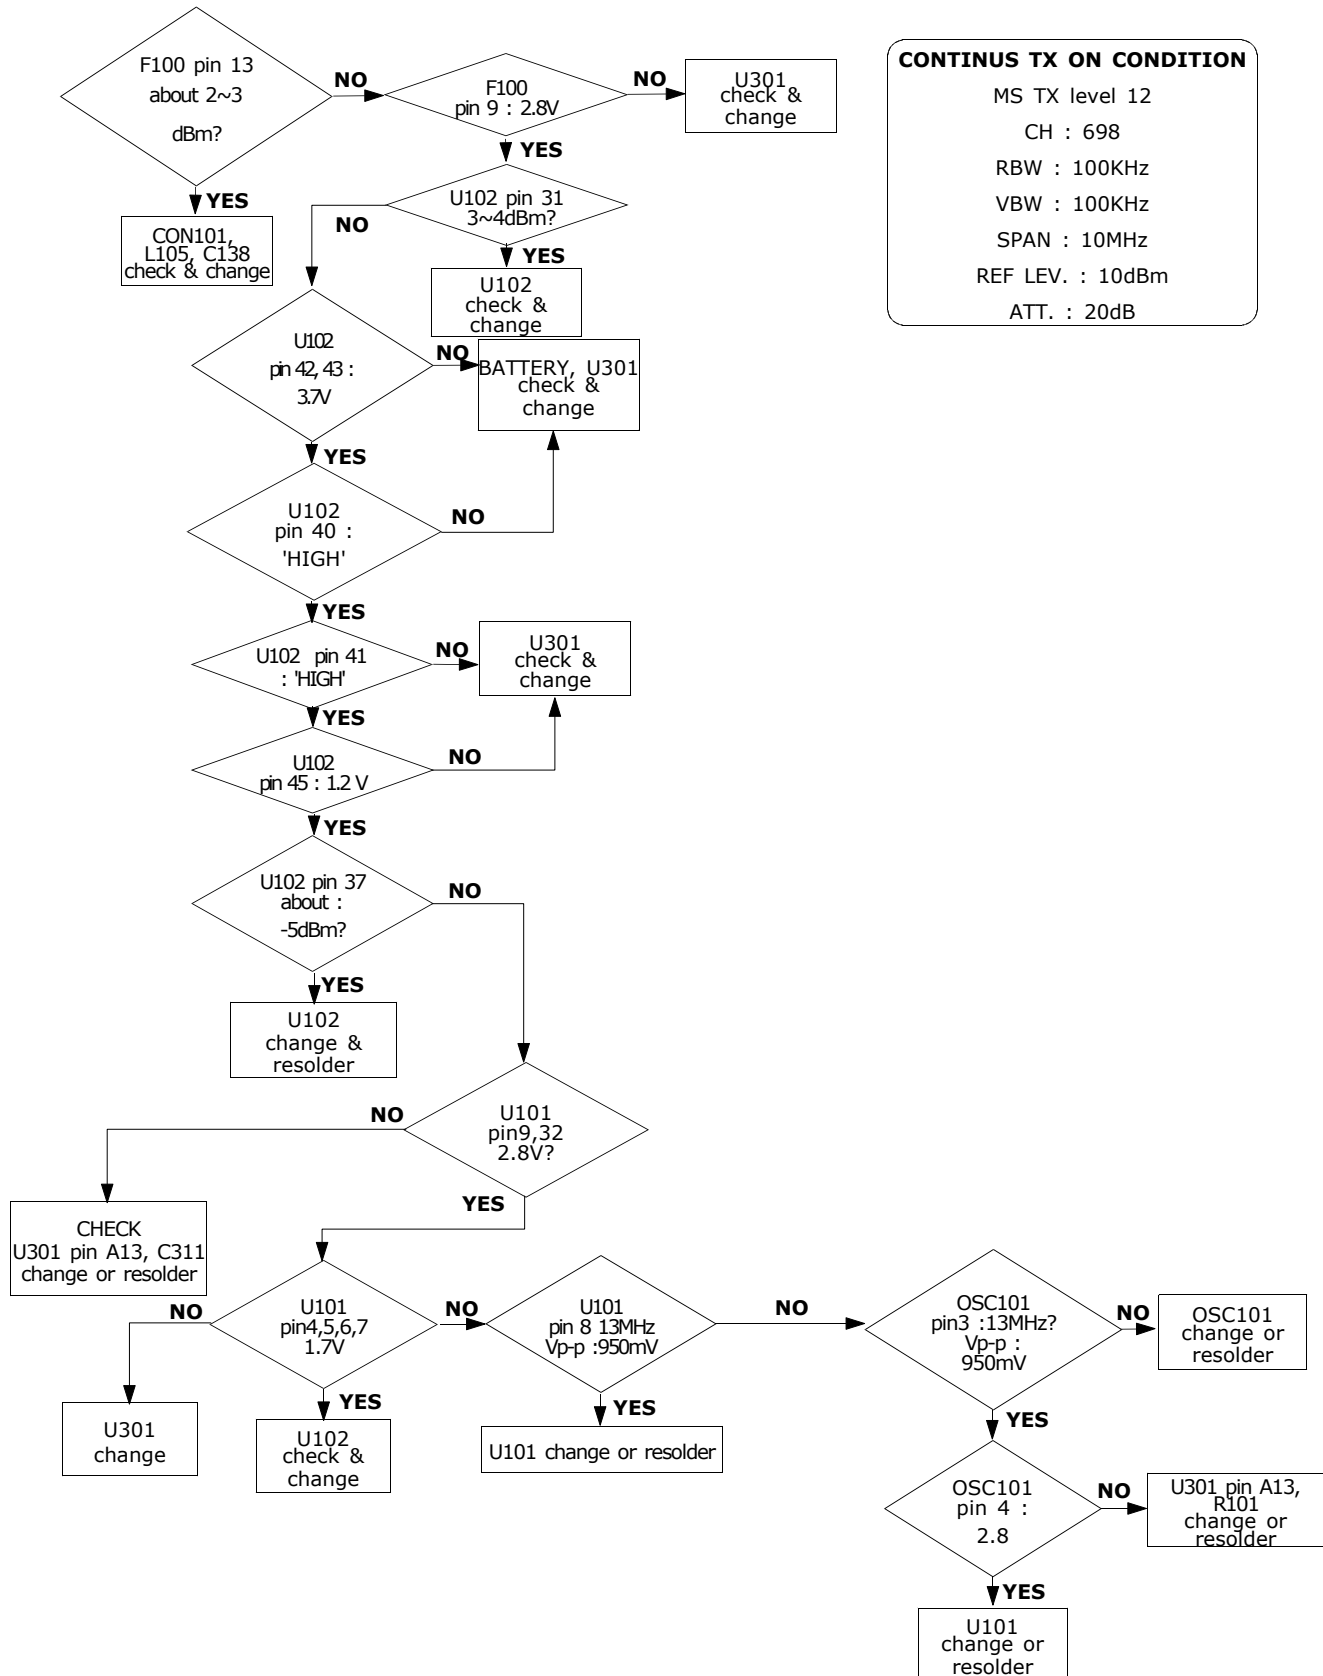 F100 pin 13
about 2~3
dBm?
NO
F100
pin 9 : 2.8V
NO
U301
check &
change
CONTINUS TX ON CONDITION
MS TX level 12
CH : 698
RBW : 100KHz
VBW : 100KHz
SPAN : 10MHz
REF LEV. : 10dBm
ATT. : 20dB
YES
YES
CON101,
L105, C138
check & change
U102 pin 31
3~4dBm?
NO
YES
U102
check &
change
U102
pin 42, 43 :
3.7V
NO
BATTERY, U301
check &
change
YES
U102
pin 40 :
'HIGH'
NO
YES
U102 pin 41
: 'HIGH'
NO
U301
check &
change
YES
U102
pin 45 : 1.2 V
NO
YES
U102 pin 37
about :
-5dBm?
NO
YES
U102
change &
resolder
U101
pin9,32
2.8V?
NO
YES
CHECK
U301 pin A13, C311
change or resolder
U101
pin4,5,6,7
1.7V
NO
NO
U301
change
YES
U102
check &
change
U101
pin 8 13MHz
Vp-p :950mV
NO
YES
U101 change or resolder
OSC101
pin3 :13MHz?
Vp-p :
950mV
NO
OSC101
change or
resolder
YES
OSC101
pin 4 :
2.8
NO
U301 pin A13,
R101
change or
resolder
YES
U101
change or
resolder